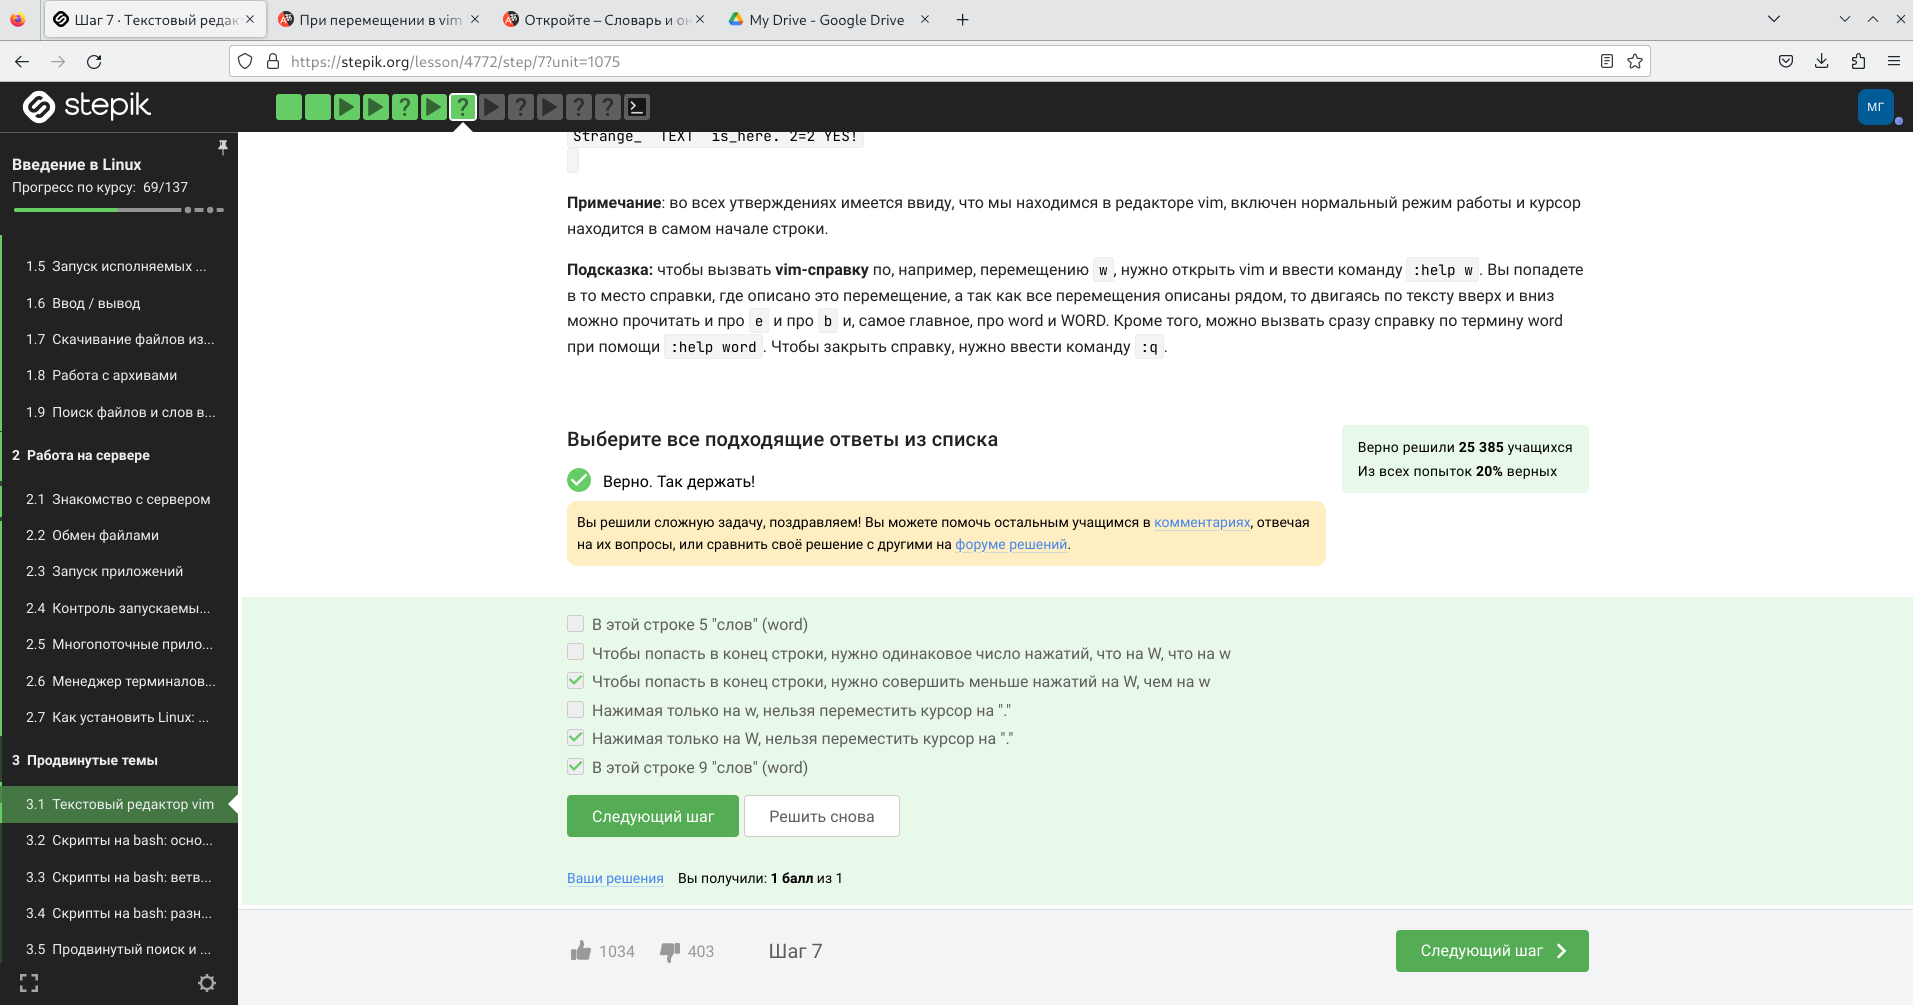 Шаг 7 · Текстовый редак
При перемещении в vim
Откройте – Словарь и он
My Drive - Google Drive
https://stepik.org/lesson/4772/step/7?unit=1075
stepik
МГ
Введение в Linux
Прогресс по курсу: 69/137
1.5 Запуск исполняемых ...
1.6 Ввод / вывод
1.7 Скачивание файлов из...
1.8 Работа с архивами
1.9 Поиск файлов и слов в...
2 Работа на сервере
2.1 Знакомство с сервером
2.2 Обмен файлами
2.3 Запуск приложений
2.4 Контроль запускаемы...
2.5 Многопоточные прило...
2.6 Менеджер терминалов...
2.7 Как установить Linux: ...
3 Продвинутые темы
3.1 Текстовый редактор vim
3.2 Скрипты на bash: осно...
3.3 Скрипты на bash: ветв...
3.4 Скрипты на bash: разн...
3.5 Продвинутый поиск и ...
Strange_ TEXT is_here. 2=2 YES!
Примечание: во всех утверждениях имеется ввиду, что мы находимся в редакторе vim, включен нормальный режим работы и курсор
находится в самом начале строки.
Подсказка: чтобы вызвать vim-справку по, например, перемещению w, нужно открыть vim и ввести команду :help w. Вы попадете
в то место справки, где описано это перемещение, а так как все перемещения описаны рядом, то двигаясь по тексту вверх и вниз
можно прочитать и про e и про b и, самое главное, про word и WORD. Кроме того, можно вызвать сразу справку по термину word
при помощи :help word. Чтобы закрыть справку, нужно ввести команду :q.
Выберите все подходящие ответы из списка
Верно решили 25 385 учащихся
Из всех попыток 20% верных
Верно. Так держать!
Вы решили сложную задачу, поздравляем! Вы можете помочь остальным учащимся в комментариях, отвечая
на их вопросы, или сравнить своё решение с другими на форуме решений.
В этой строке 5 "слов" (word)
Чтобы попасть в конец строки, нужно одинаковое число нажатий, что на W, что на w
Чтобы попасть в конец строки, нужно совершить меньше нажатий на W, чем на w
Нажимая только на w, нельзя переместить курсор на "."
Нажимая только на W, нельзя переместить курсор на "."
В этой строке 9 "слов" (word)
Следующий шаг
Решить снова
Ваши решения Вы получили: 1 балл из 1
1034 403 Шаг 7
Следующий шаг